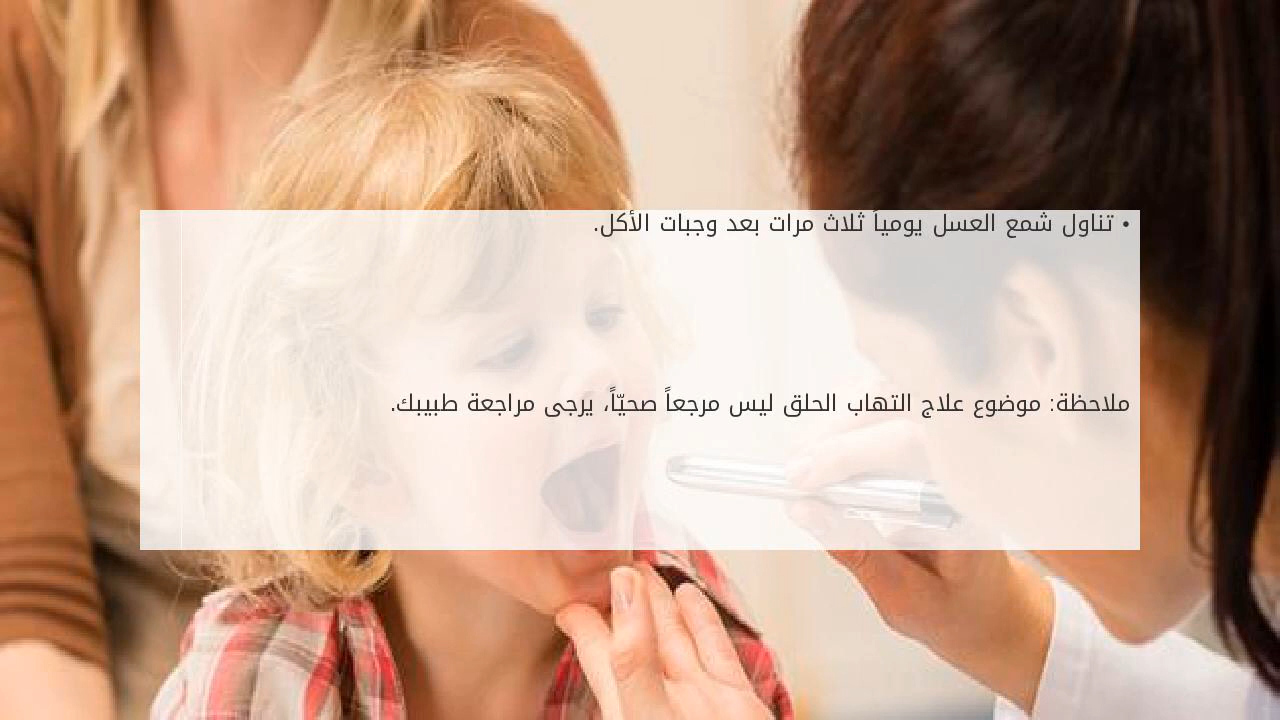 • تناول شمع العسل يومياً ثلاث مرات بعد وجبات الأكل.
ملاحظة: موضوع علاج التهاب الحلق ليس مرجعاً صحيّاً، يرجى مراجعة طبيبك.